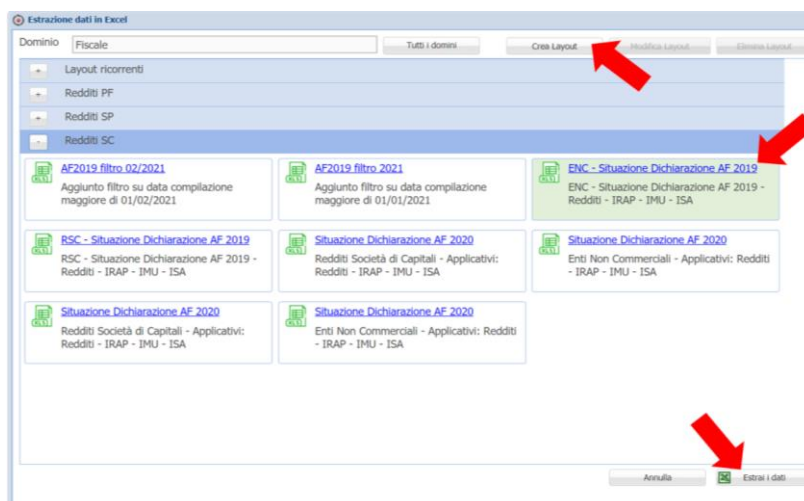 Estrazione dati in Excel
Dominio Fiscale Tutti i domini Crea Layout Modifica Layout Elimina Layout
+ Layout ricorrenti
+ Redditi PF
+ Redditi SP
- Redditi SC
AF2019 filtro 02/2021
Aggiunto filtro su data compilazione
maggiore di 01/02/2021
AF2019 filtro 2021
Aggiunto filtro su data compilazione
maggiore di 01/01/2021
ENC - Situazione Dichiarazione AF 2019
ENC - Situazione Dichiarazione AF 2019 -
Redditi - IRAP - IMU - ISA
RSC - Situazione Dichiarazione AF 2019
RSC - Situazione Dichiarazione AF 2019 -
Redditi - IRAP - IMU - ISA
Situazione Dichiarazione AF 2020
Redditi Società di Capitali - Applicativi:
Redditi - IRAP - IMU - ISA
Situazione Dichiarazione AF 2020
Enti Non Commerciali - Applicativi: Redditi
- IRAP - IMU - ISA
Situazione Dichiarazione AF 2020
Redditi Società di Capitali - Applicativi:
Redditi - IRAP - IMU - ISA
Situazione Dichiarazione AF 2020
Enti Non Commerciali - Applicativi: Redditi
- IRAP - IMU - ISA
Annulla Estrai i dati